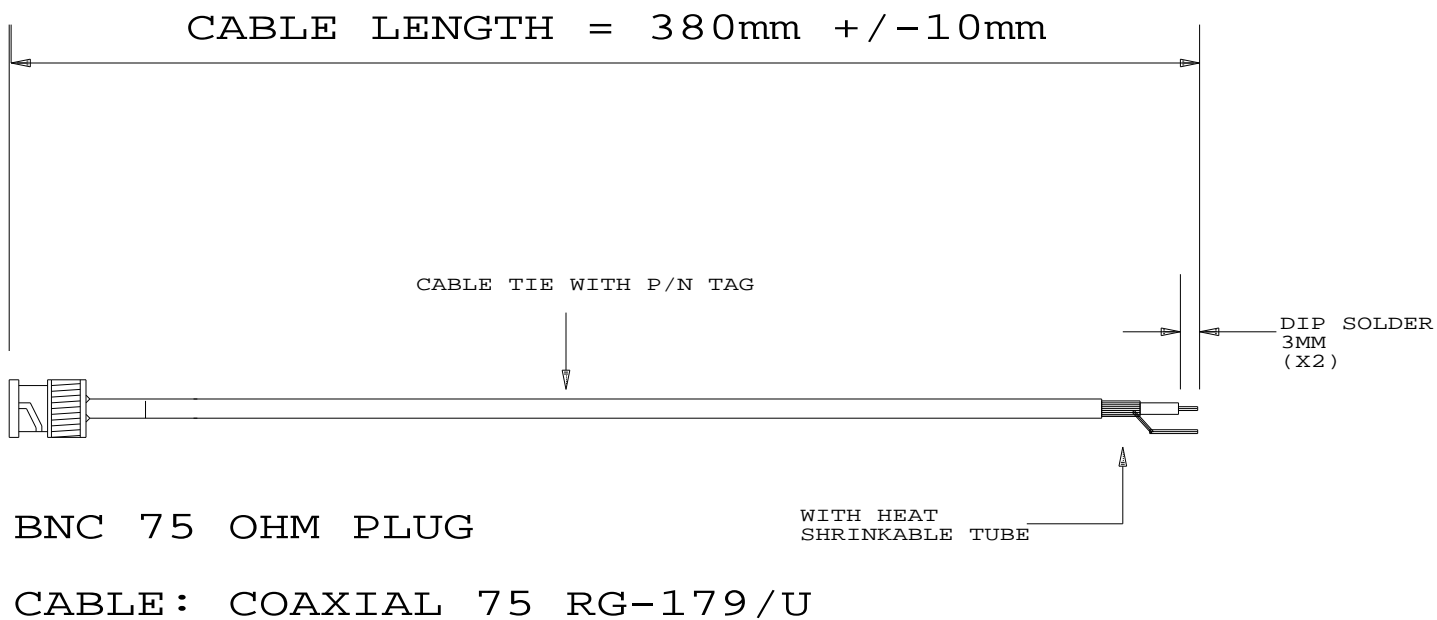 CABLE LENGTH = 380mm +/-10mm
CABLE TIE WITH P/N TAG
DIP SOLDER
3MM
(X2)
WITH HEAT
SHRINKABLE TUBE
BNC 75 OHM PLUG
CABLE: COAXIAL 75 RG-179/U